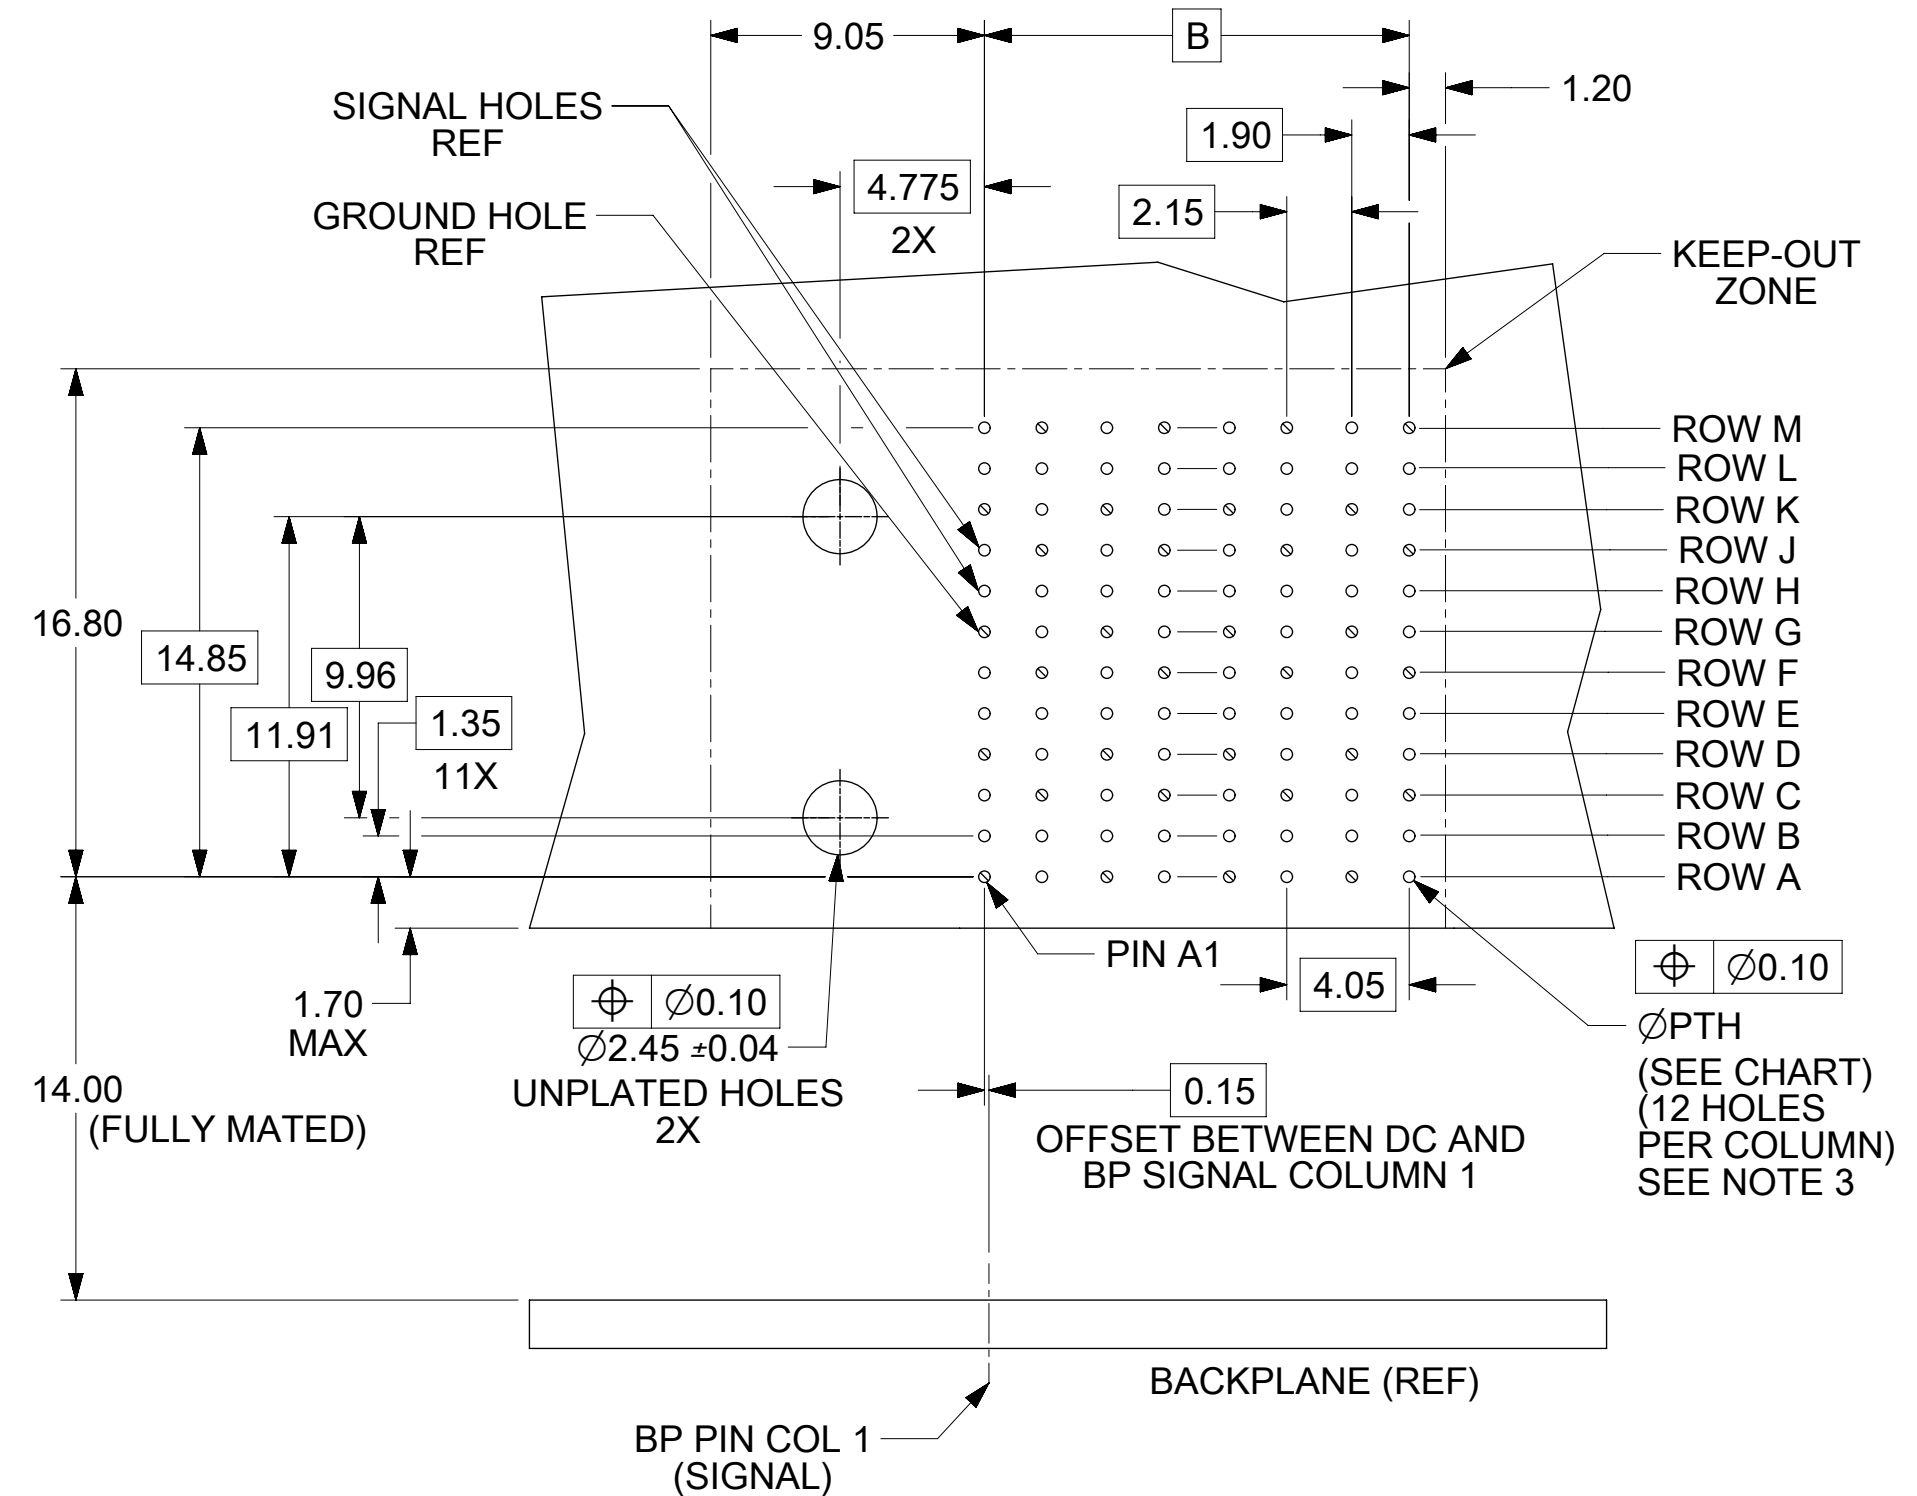 9.05
B
1.20
SIGNAL HOLES
REF
1.90
4.775
2X
2.15
GROUND HOLE
REF
KEEP-OUT
ZONE
ROW M
ROW L
ROW K
ROW J
ROW H
ROW G
ROW F
ROW E
ROW D
ROW C
ROW B
ROW A
16.80
14.85
9.96
11.91
1.35
11X
PIN A1
1.70
MAX
⌖ ∅0.10
∅2.45 ±0.04
UNPLATED HOLES
2X
4.05
⌖ ∅0.10
∅PTH
(SEE CHART)
(12 HOLES
PER COLUMN)
SEE NOTE 3
14.00
(FULLY MATED)
0.15
OFFSET BETWEEN DC AND
BP SIGNAL COLUMN 1
BACKPLANE (REF)
BP PIN COL 1
(SIGNAL)